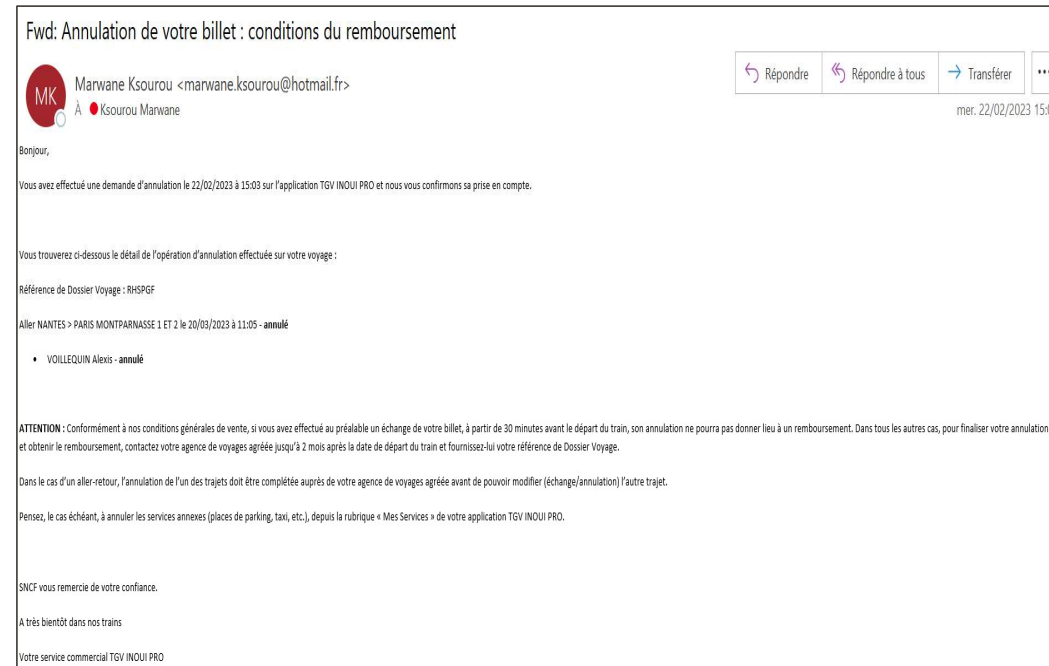 Fwd: Annulation de votre billet : conditions du remboursement
MK
Marwane Ksourou <marwane.ksourou@hotmail.fr>
À Ksourou Marwane
Répondre
Répondre à tous
Transférer
mer. 22/02/2023
Bonjour,
Vous avez effectué une demande d'annulation le 22/02/2023 à 15:03 sur l'application TGV INOUI PRO et nous vous confirmons sa prise en compte.
Vous trouverez ci-dessous le détail de l'opération d'annulation effectuée sur votre voyage :
Référence de Dossier Voyage : RHSPGF
Aller NANTES > PARIS MONTPARNASSE 1 ET 2 le 20/03/2023 à 11:05 - annulé
• VOILLEQUIN Alexis - annulé
ATTENTION : Conformément à nos conditions générales de vente, si vous avez effectué au préalable un échange de votre billet, à partir de 30 minutes avant le départ du train, son annulation ne pourra pas donner lieu à un remboursement. Dans tous les autres cas, pour finaliser votre annulation
et obtenir le remboursement, contactez votre agence de voyages agréée jusqu'à 2 mois après la date de départ du train et fournissez-lui votre référence de Dossier Voyage.
Dans le cas d'un aller-retour, l'annulation de l'un des trajets doit être complétée auprès de votre agence de voyages agréée avant de pouvoir modifier (échange/annulation) l'autre trajet.
Pensez, le cas échéant, à annuler les services annexes (places de parking, taxi, etc.), depuis la rubrique « Mes Services » de votre application TGV INOUI PRO.
SNCF vous remercie de votre confiance.
A très bientôt dans nos trains
Votre service commercial TGV INOUI PRO